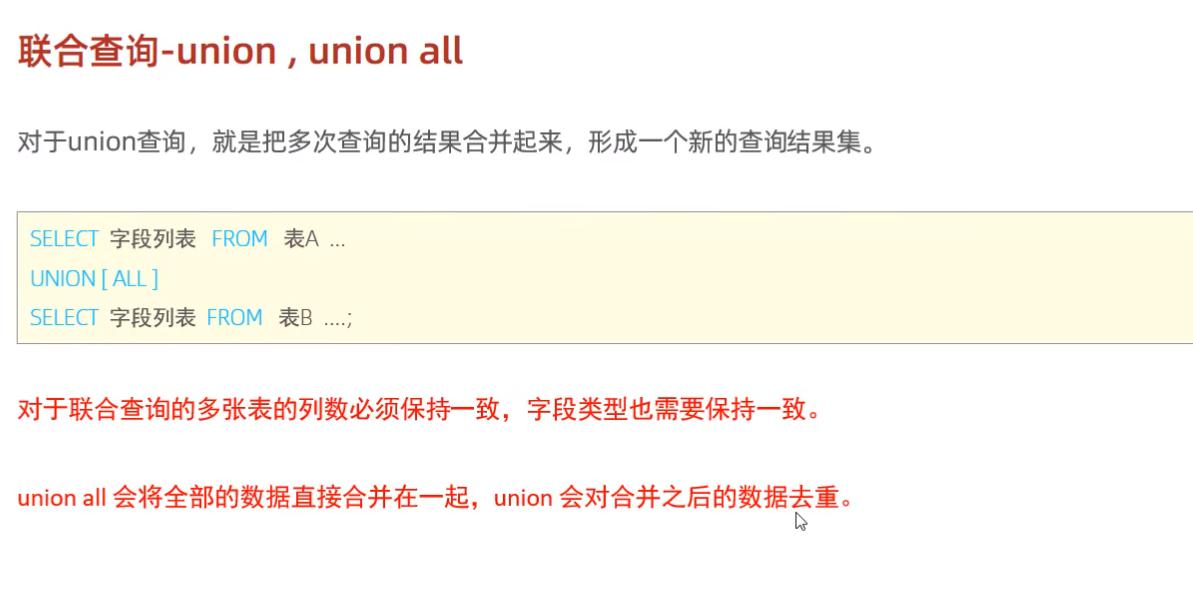 联合查询-union , union all
对于union查询，就是把多次查询的结果合并起来，形成一个新的查询结果集。
SELECT 字段列表 FROM 表A ...
UNION [ ALL ]
SELECT 字段列表 FROM 表B ....;
对于联合查询的多张表的列数必须保持一致，字段类型也需要保持一致。
union all 会将全部的数据直接合并在一起，union 会对合并之后的数据去重。